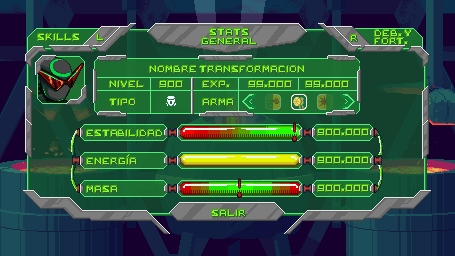 SKILLS L
STATS
GENERAL
R DEB. Y
FORT.
NOMBRE TRANSFORMACION
NIVEL 900 EXP. 99.000 99.000
TIPO ARMA
ESTABILIDAD 900.000
ENERGÍA 900.000
MASA 900.000
SALIR